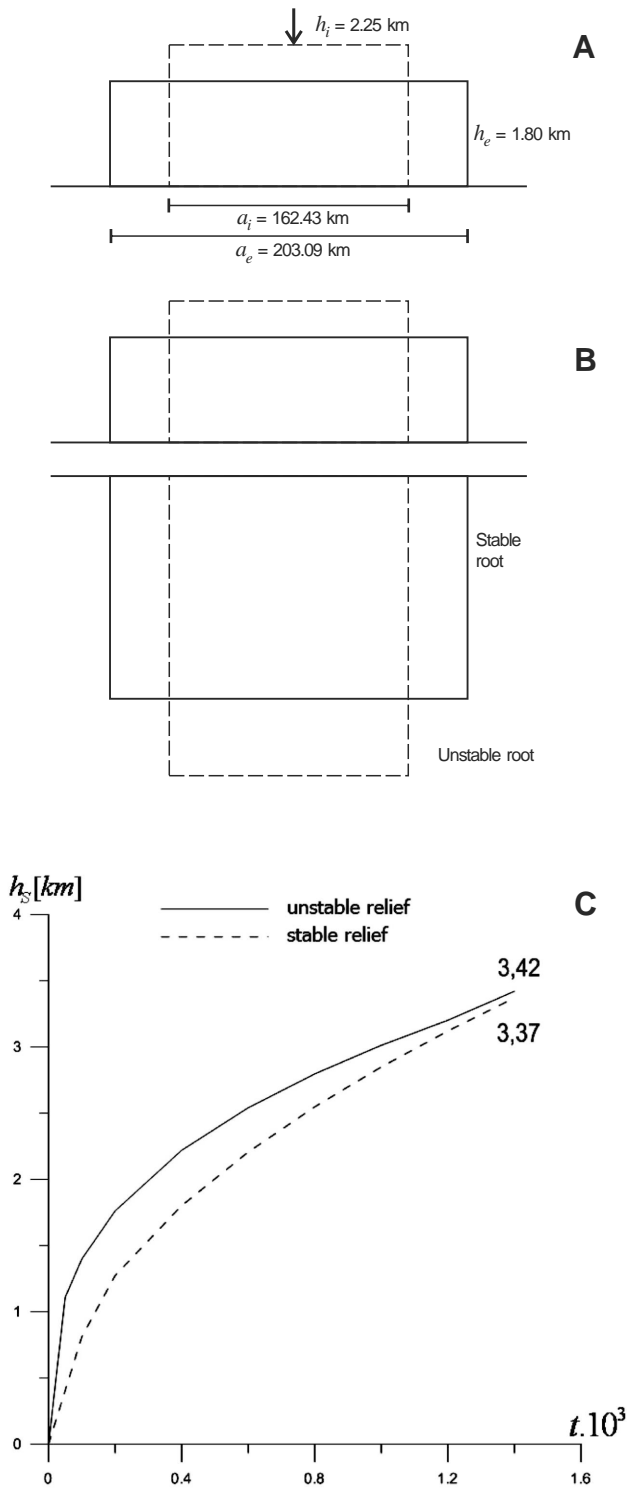 h_i = 2.25 km
A
h_e = 1.80 km
a_i = 162.43 km
a_e = 203.09 km
B
Stable
root
Unstable root
h_s [km]
C
unstable relief
stable relief
4
3,42
3,37
3
2
1
0
t.10³
0 0.4 0.8 1.2 1.6